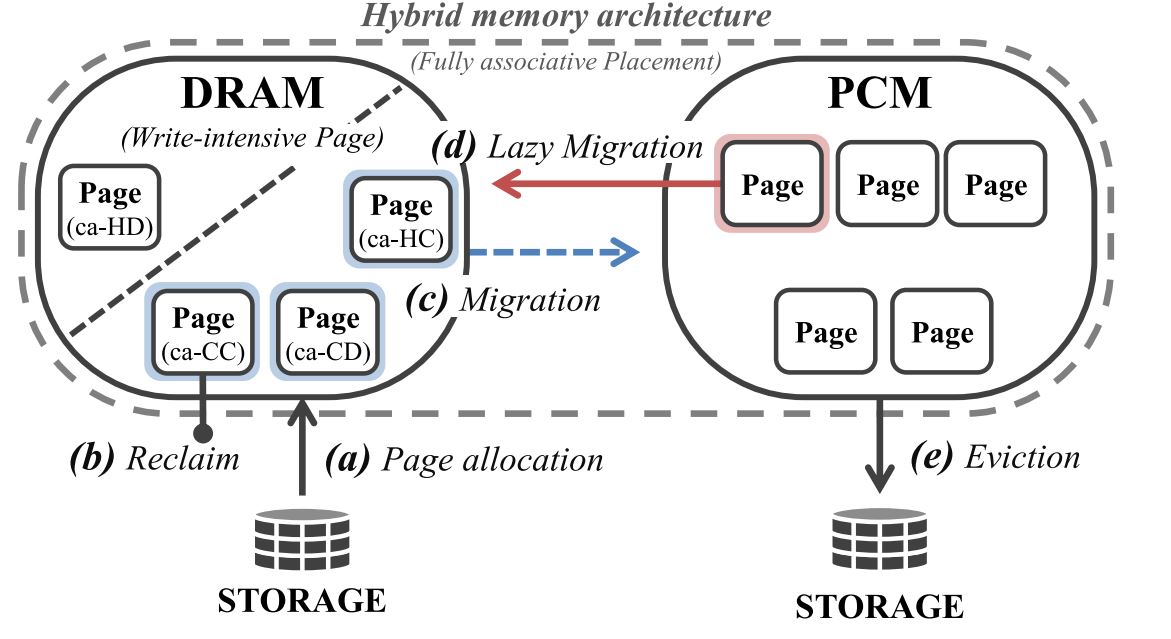 Hybrid memory architecture
(Fully associative Placement)
DRAM
(Write-intensive Page)
Page
(ca-HD)
Page
(ca-HC)
Page
(ca-CC)
Page
(ca-CD)
(d) Lazy Migration
(c) Migration
PCM
Page
Page
Page
Page
Page
(b) Reclaim
(a) Page allocation
(e) Eviction
STORAGE
STORAGE